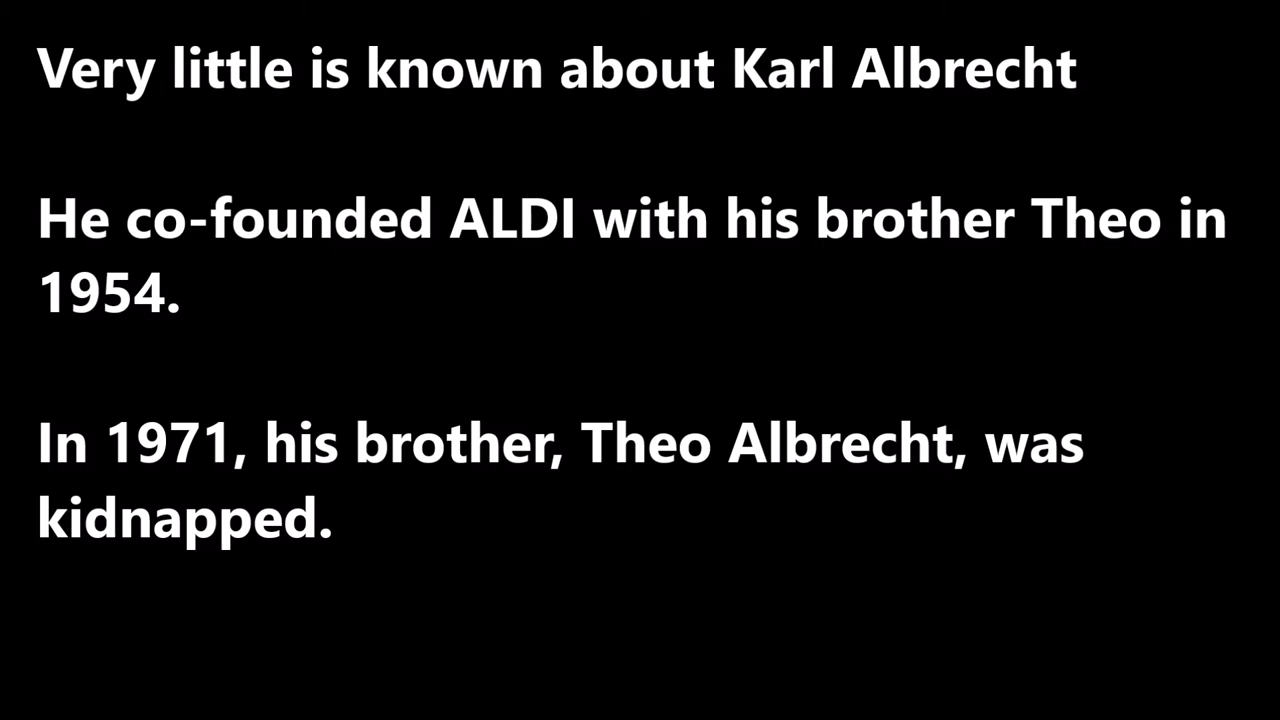 Very little is known about Karl Albrecht
He co-founded ALDI with his brother Theo in
1954.
In 1971, his brother, Theo Albrecht, was
kidnapped.